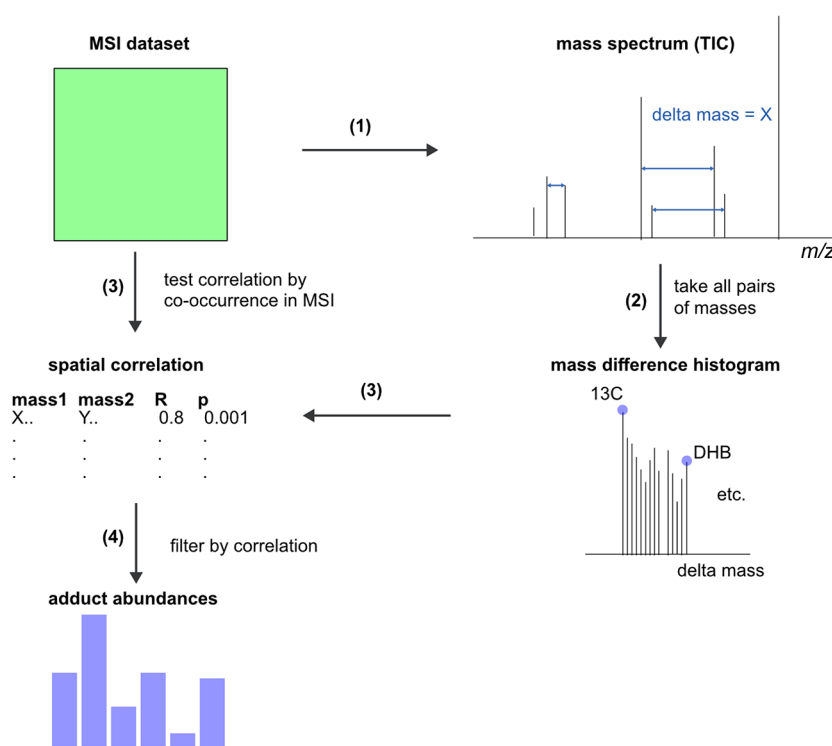 MSI dataset
mass spectrum (TIC)
(1)
delta mass = X
m/z
(3)
test correlation by
co-occurrence in MSI
(2)
take all pairs
of masses
spatial correlation
mass difference histogram
mass1 mass2 R p
X.. Y.. 0.8 0.001
. . . .
. . . .
. . . .
(3)
13C
DHB
etc.
delta mass
(4)
filter by correlation
adduct abundances